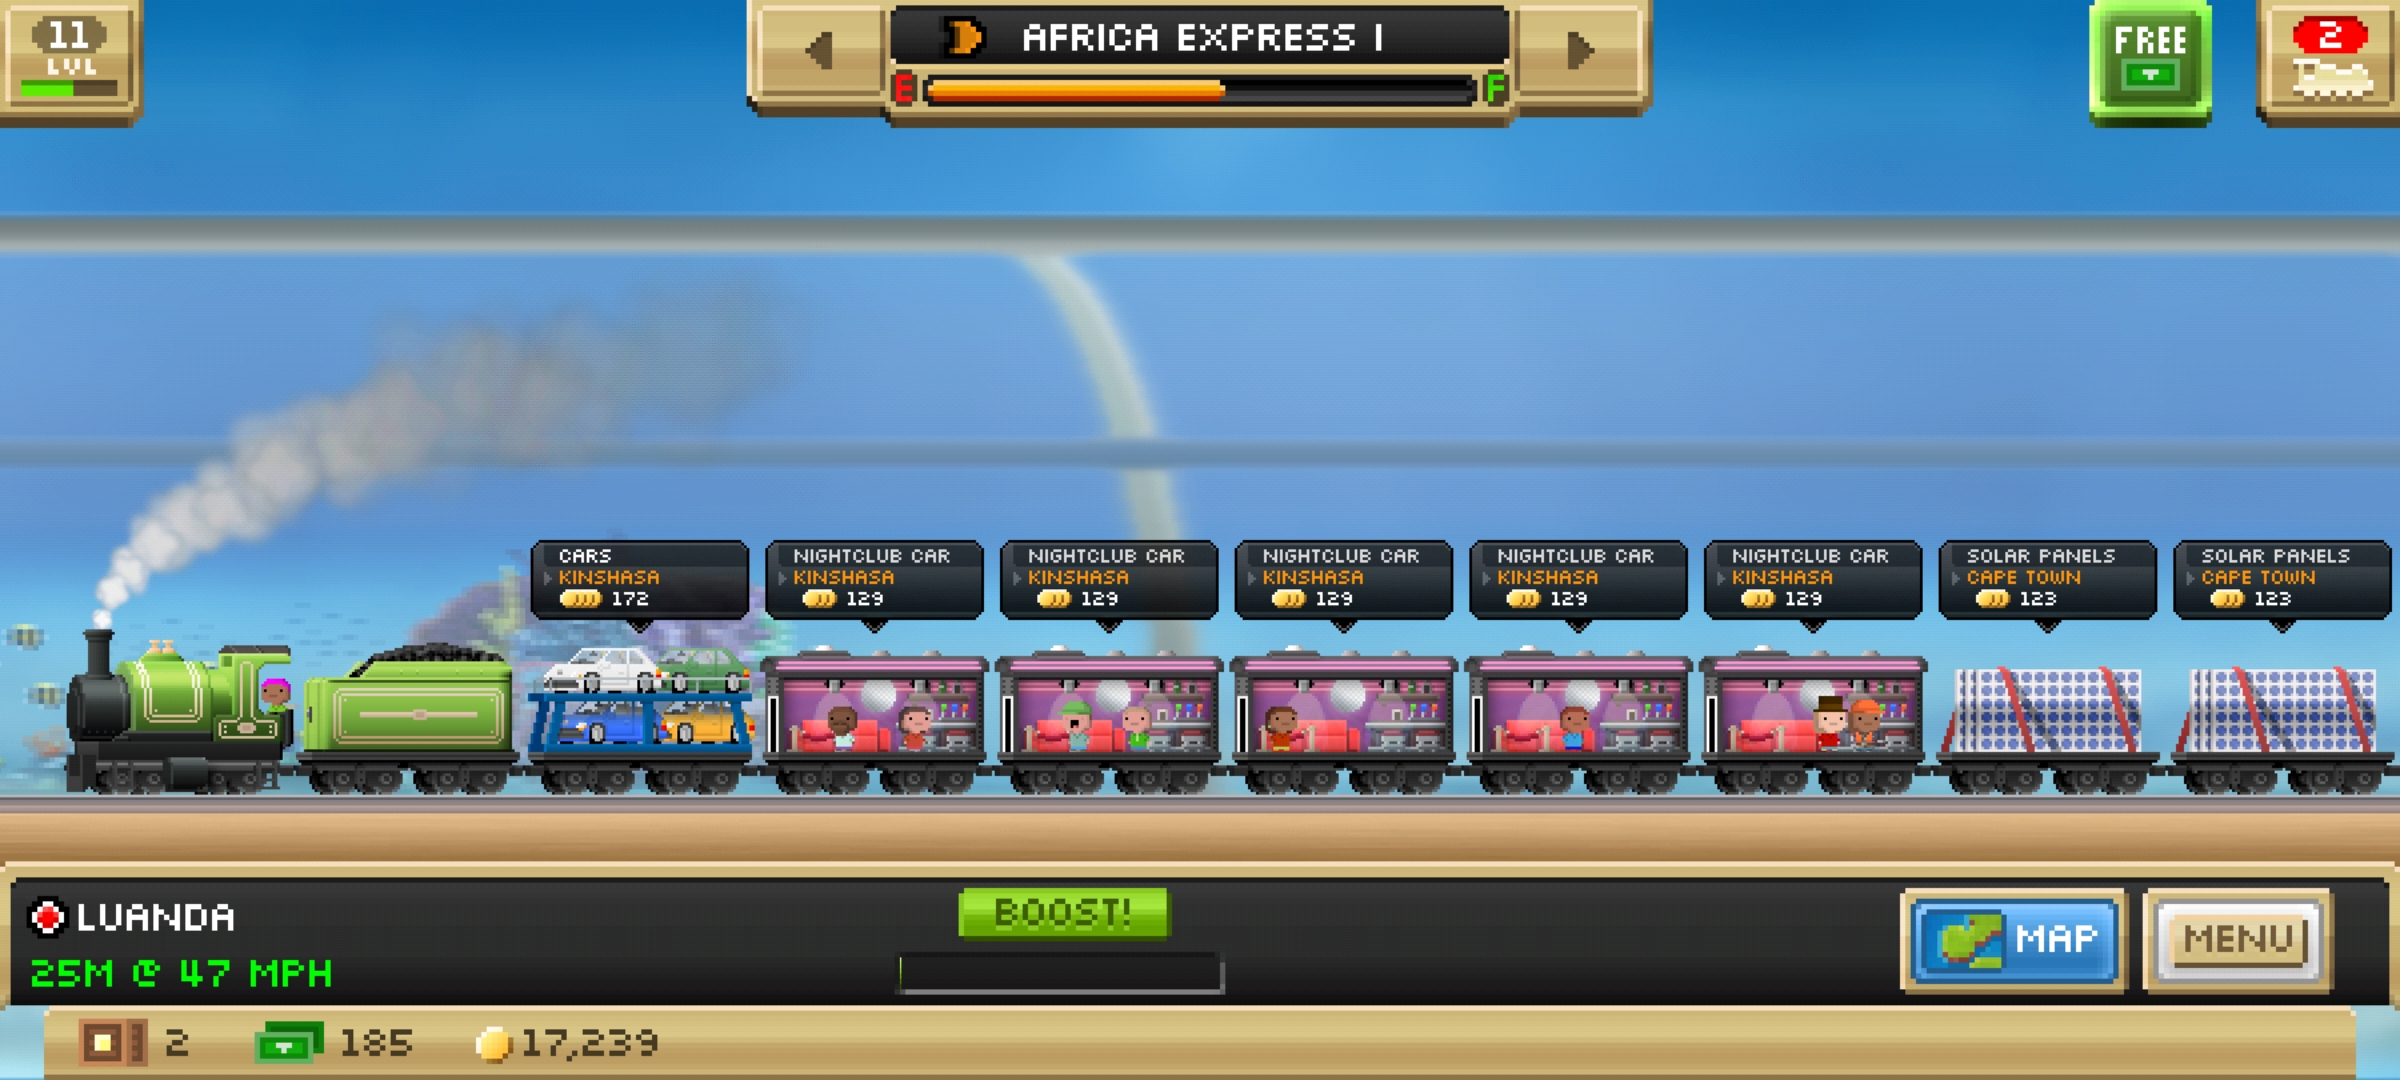 11
LVL
AFRICA EXPRESS I
E F
FREE
2
CARS
KINSHASA
172
NIGHTCLUB CAR
KINSHASA
129
NIGHTCLUB CAR
KINSHASA
129
NIGHTCLUB CAR
KINSHASA
129
NIGHTCLUB CAR
KINSHASA
129
NIGHTCLUB CAR
KINSHASA
129
SOLAR PANELS
CAPE TOWN
123
SOLAR PANELS
CAPE TOWN
123
LUANDA
25M @ 47 MPH
BOOST!
MAP
MENU
2 185 17,239